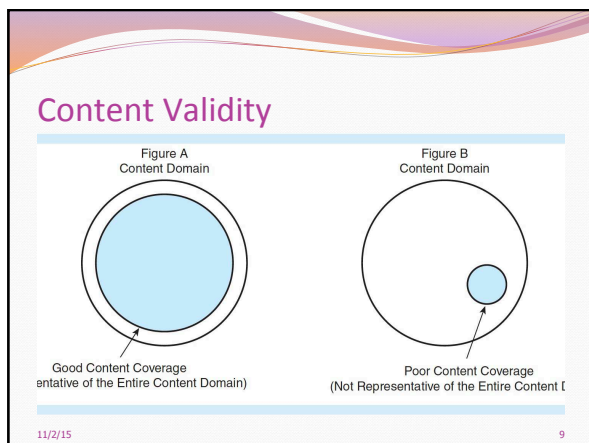 Content Validity
Figure A
Content Domain
Good Content Coverage
entative of the Entire Content Domain)
Figure B
Content Domain
Poor Content Coverage
(Not Representative of the Entire Content D
11/2/15
9